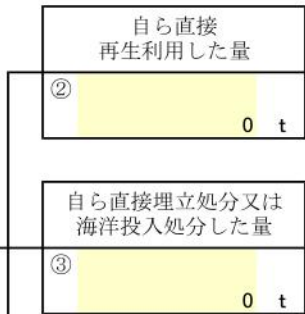 自ら直接
再生利用した量
②
0 t
自ら直接埋立処分又は
海洋投入処分した量
③
0 t